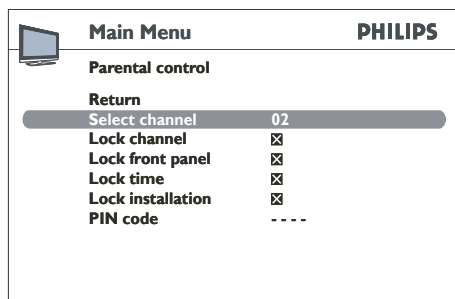 Main Menu PHILIPS
Parental control
Return
Select channel 02
Lock channel ☒
Lock front panel ☒
Lock time ☒
Lock installation ☒
PIN code - - - -